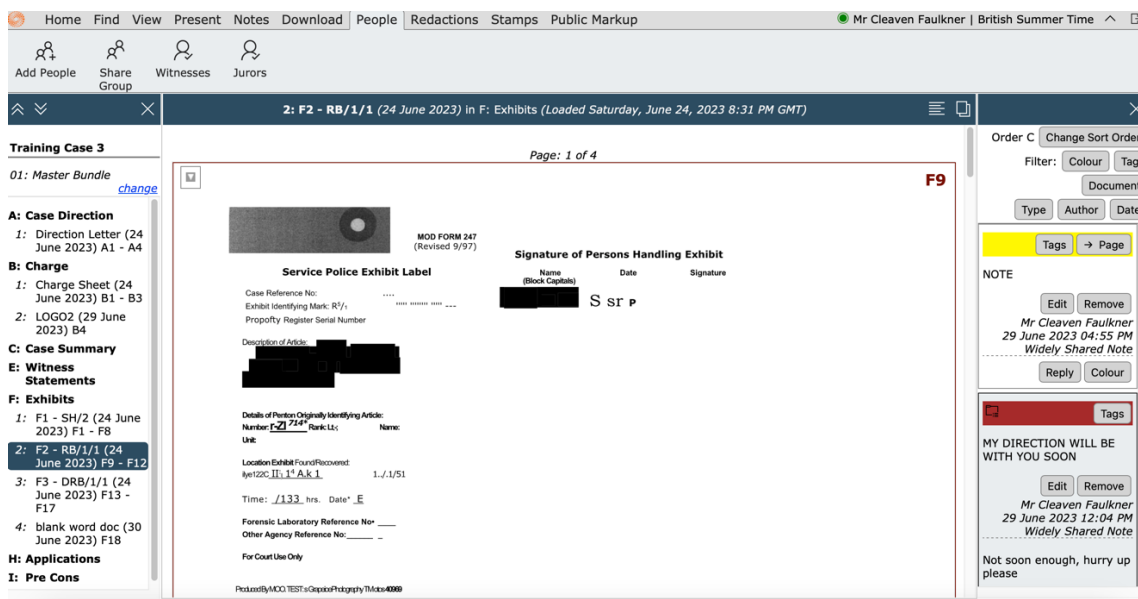 Home Find View Present Notes Download People Redactions Stamps Public Markup
Mr Cleaven Faulkner | British Summer Time
Add People
Share Group
Witnesses
Jurors
2: F2 - RB/1/1 (24 June 2023) in F: Exhibits (Loaded Saturday, June 24, 2023 8:31 PM GMT)
Training Case 3
01: Master Bundle
change
A: Case Direction
1: Direction Letter (24
June 2023) A1 - A4
B: Charge
1: Charge Sheet (24
June 2023) B1 - B3
2: LOGO2 (29 June
2023) B4
C: Case Summary
E: Witness
Statements
F: Exhibits
1: F1 - SH/2 (24 June
2023) F1 - F8
2: F2 - RB/1/1 (24
June 2023) F9 - F12
3: F3 - DRB/1/1 (24
June 2023) F13 -
F17
4: blank word doc (30
June 2023) F18
H: Applications
I: Pre Cons
Page: 1 of 4
F9
MOD FORM 247
(Revised 9/97)
Service Police Exhibit Label
Signature of Persons Handling Exhibit
Name Date Signature
(Block Capitals)
S sr P
Case Reference No:
Exhibit Identifying Mark:
Propofty Register Serial Number
Description of Article:
Details of Penton Originally Identifying Article:
Number: Rank: Name:
Unit:
Location Exhibit Found/Recovered:
1../.1/51
Time: /133 hrs. Date* E
Forensic Laboratory Reference No•
Other Agency Reference No:
For Court Use Only
Order C Change Sort Order
Filter: Colour
Document
Type Author Date
Tags → Page
NOTE
Edit Remove
Mr Cleaven Faulkner
29 June 2023 04:55 PM
Widely Shared Note
Reply Colour
Tags
MY DIRECTION WILL BE
WITH YOU SOON
Edit Remove
Mr Cleaven Faulkner
29 June 2023 12:04 PM
Widely Shared Note
Not soon enough, hurry up
please